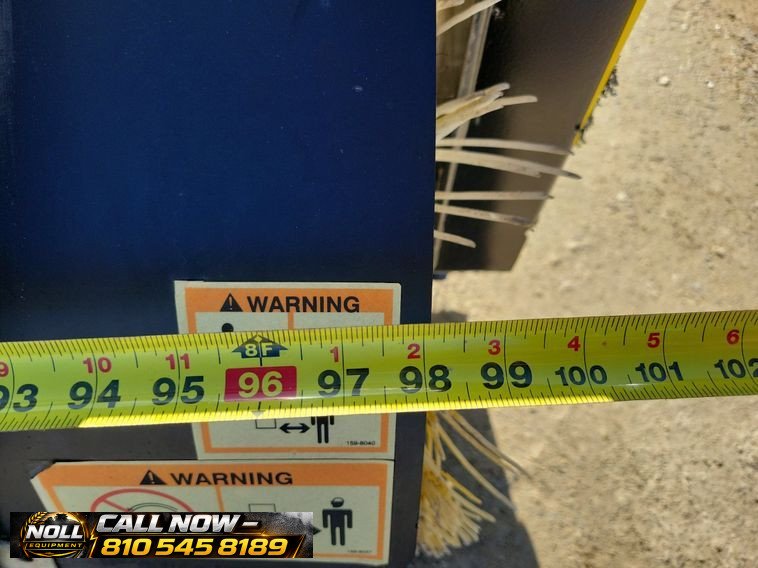 WARNING
9 10 11 8F 1 2 3 4 5 6
93 94 95 96 97 98 99 100 101 102
159-8040
WARNING
NOLL
EQUIPMENT
CALL NOW –
810 545 8189